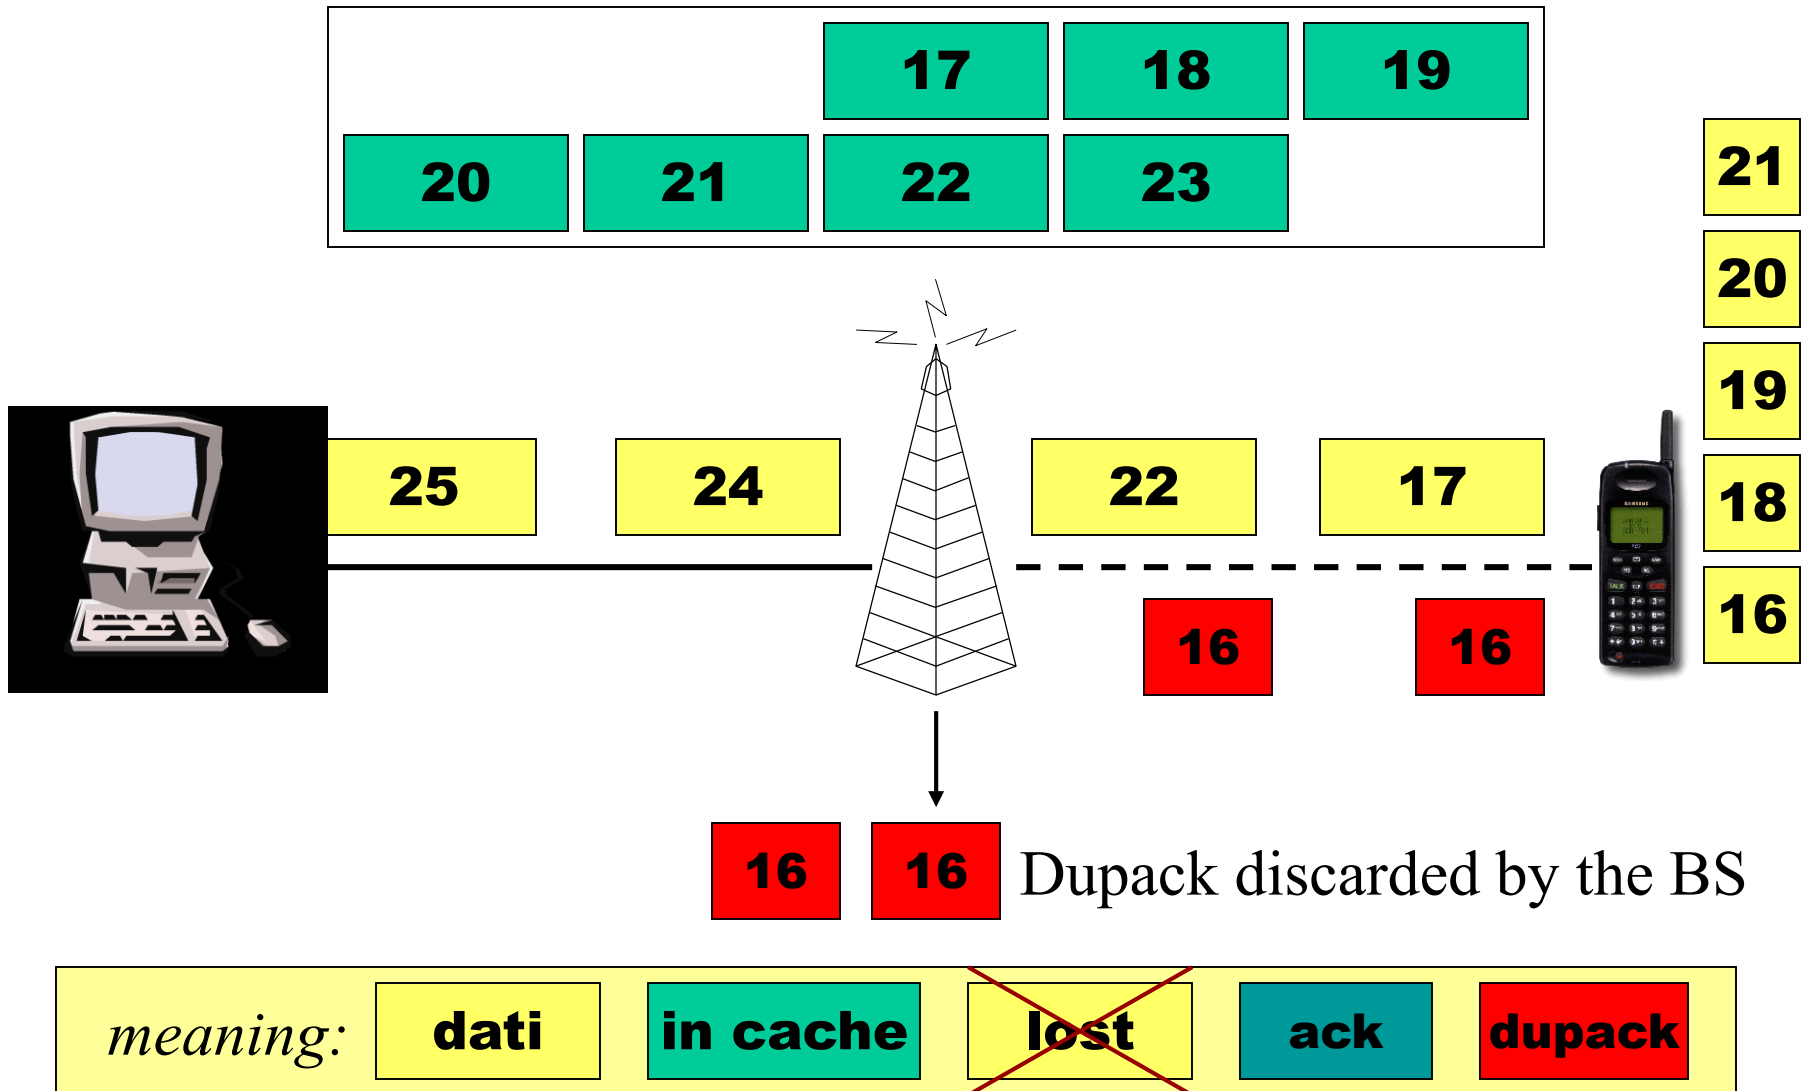 17 18 19
20 21 22 23
21
20
19
18
16
25 24 22 17
16 16
16 16 Dupack discarded by the BS
meaning: dati in cache lost ack dupack